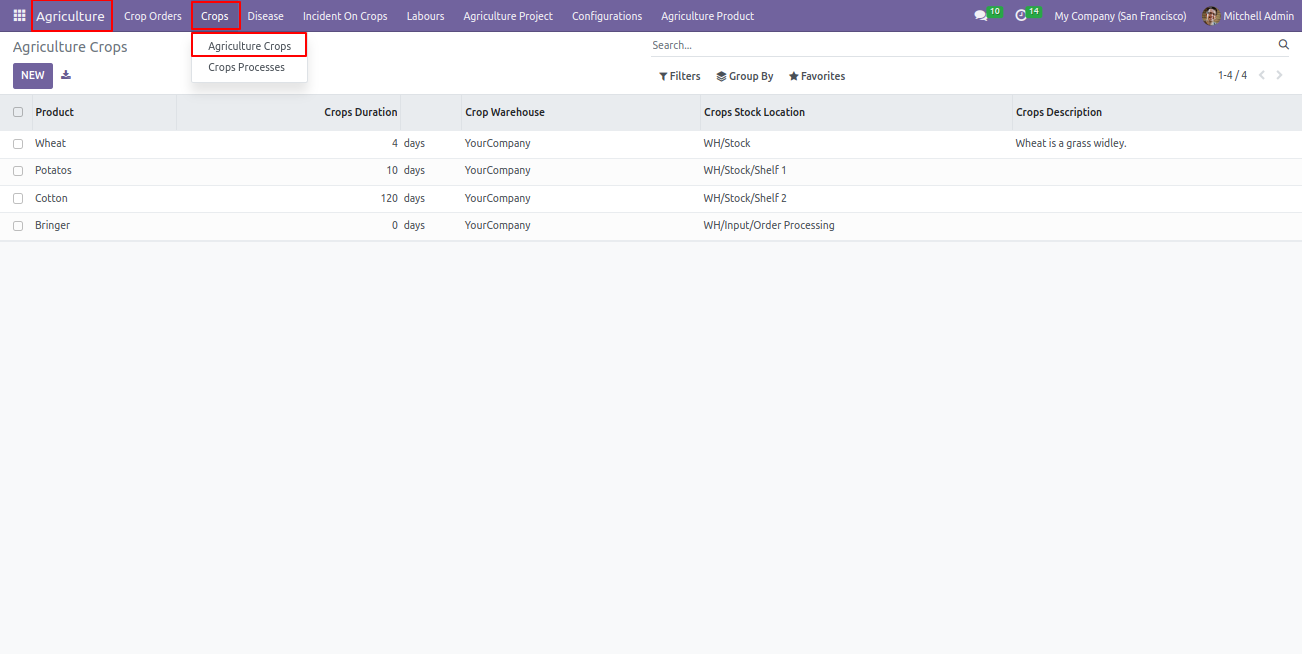 Agriculture Crop Orders Crops Disease Incident On Crops Labours Agriculture Project Configurations Agriculture Product 10 14 My Company (San Francisco) Mitchell Admin
Agriculture Crops
Agriculture Crops
Crops Processes
Search...
NEW
Filters Group By Favorites 1-4 / 4
Product Crops Duration Crop Warehouse Crops Stock Location Crops Description
Wheat 4 days YourCompany WH/Stock Wheat is a grass widley.
Potatos 10 days YourCompany WH/Stock/Shelf 1
Cotton 120 days YourCompany WH/Stock/Shelf 2
Bringer 0 days YourCompany WH/Input/Order Processing